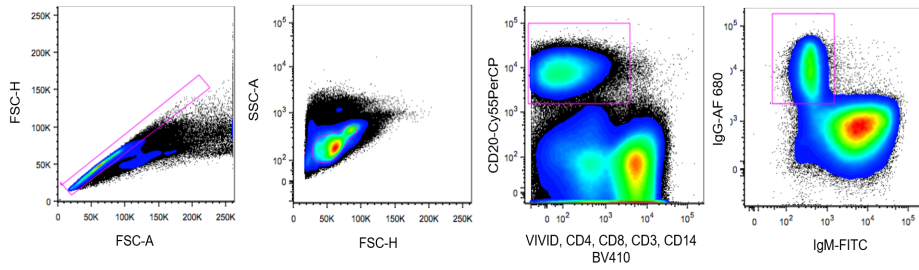 250K
200K
150K
100K
50K
0
FSC-H
0 50K 100K 150K 200K 250K
FSC-A
10^5
10^4
10^3
10^2
0
SSC-A
0 50K 100K 150K 200K 250K
FSC-H
10^5
10^4
10^3
10^2
0
CD20-Cy55PerCP
0 10^2 10^3 10^4 10^5
VIVID, CD4, CD8, CD3, CD14
BV410
10^5
10^4
10^3
0
IgG-AF 680
0 10^2 10^3 10^4 10^5
IgM-FITC